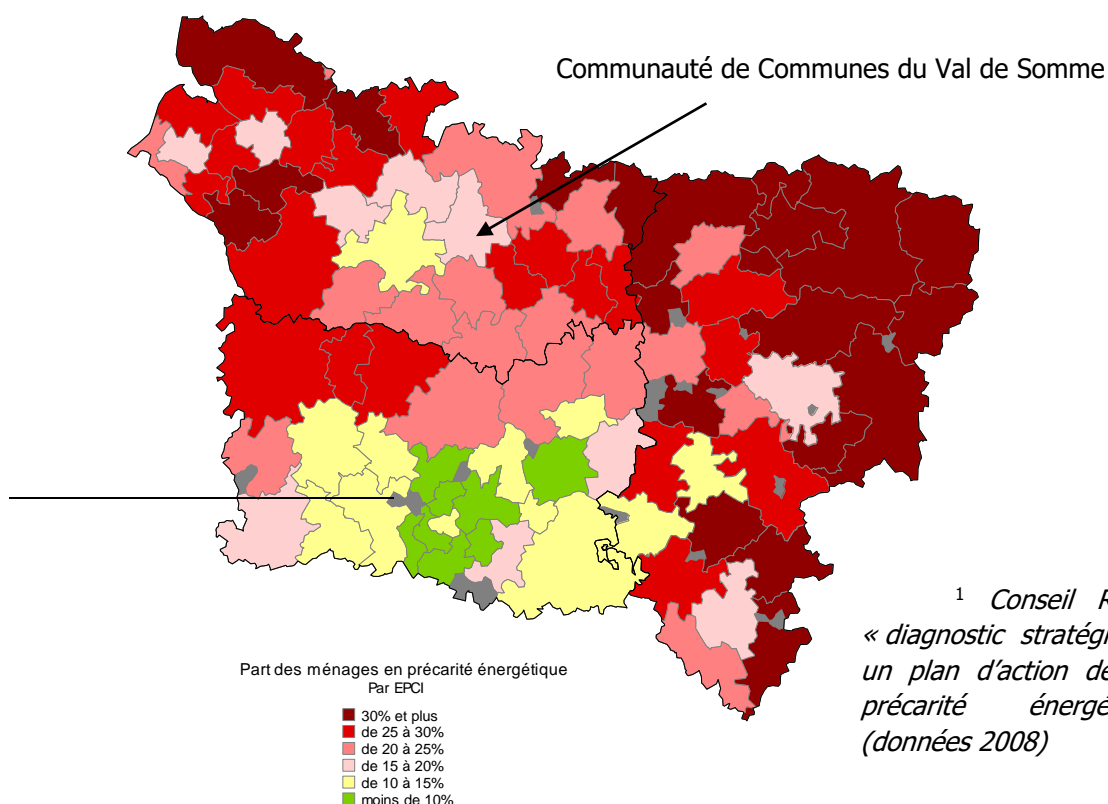 Communauté de Communes du Val de Somme
Part des ménages en précarité énergétique
Par EPCI
30% et plus
de 25 à 30%
de 20 à 25%
de 15 à 20%
de 10 à 15%
moins de 10%
1 Conseil R
« diagnostic stratégi
un plan d'action de
précarité énergé
(données 2008)